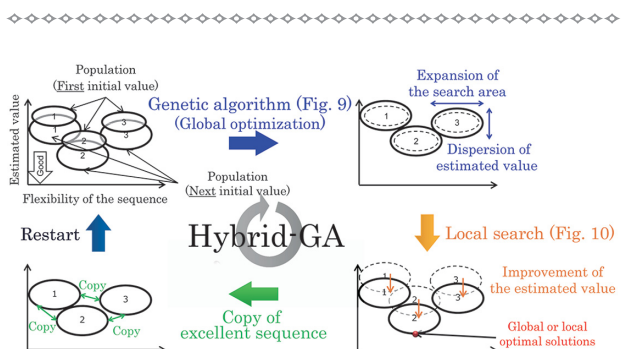 Population
(First initial value)
Estimated value
Good
1
1
2
2
3
3
Flexibility of the sequence
Population
(Next initial value)
Genetic algorithm (Fig. 9)
(Global optimization)
Expansion of
the search area
1
2
3
Dispersion of
estimated value
Restart
Hybrid-GA
Local search (Fig. 10)
1
2
3
Copy
Copy
Copy
Copy of
excellent sequence
1
1
2
2
3
3
Improvement of
the estimated value
Global or local
optimal solutions